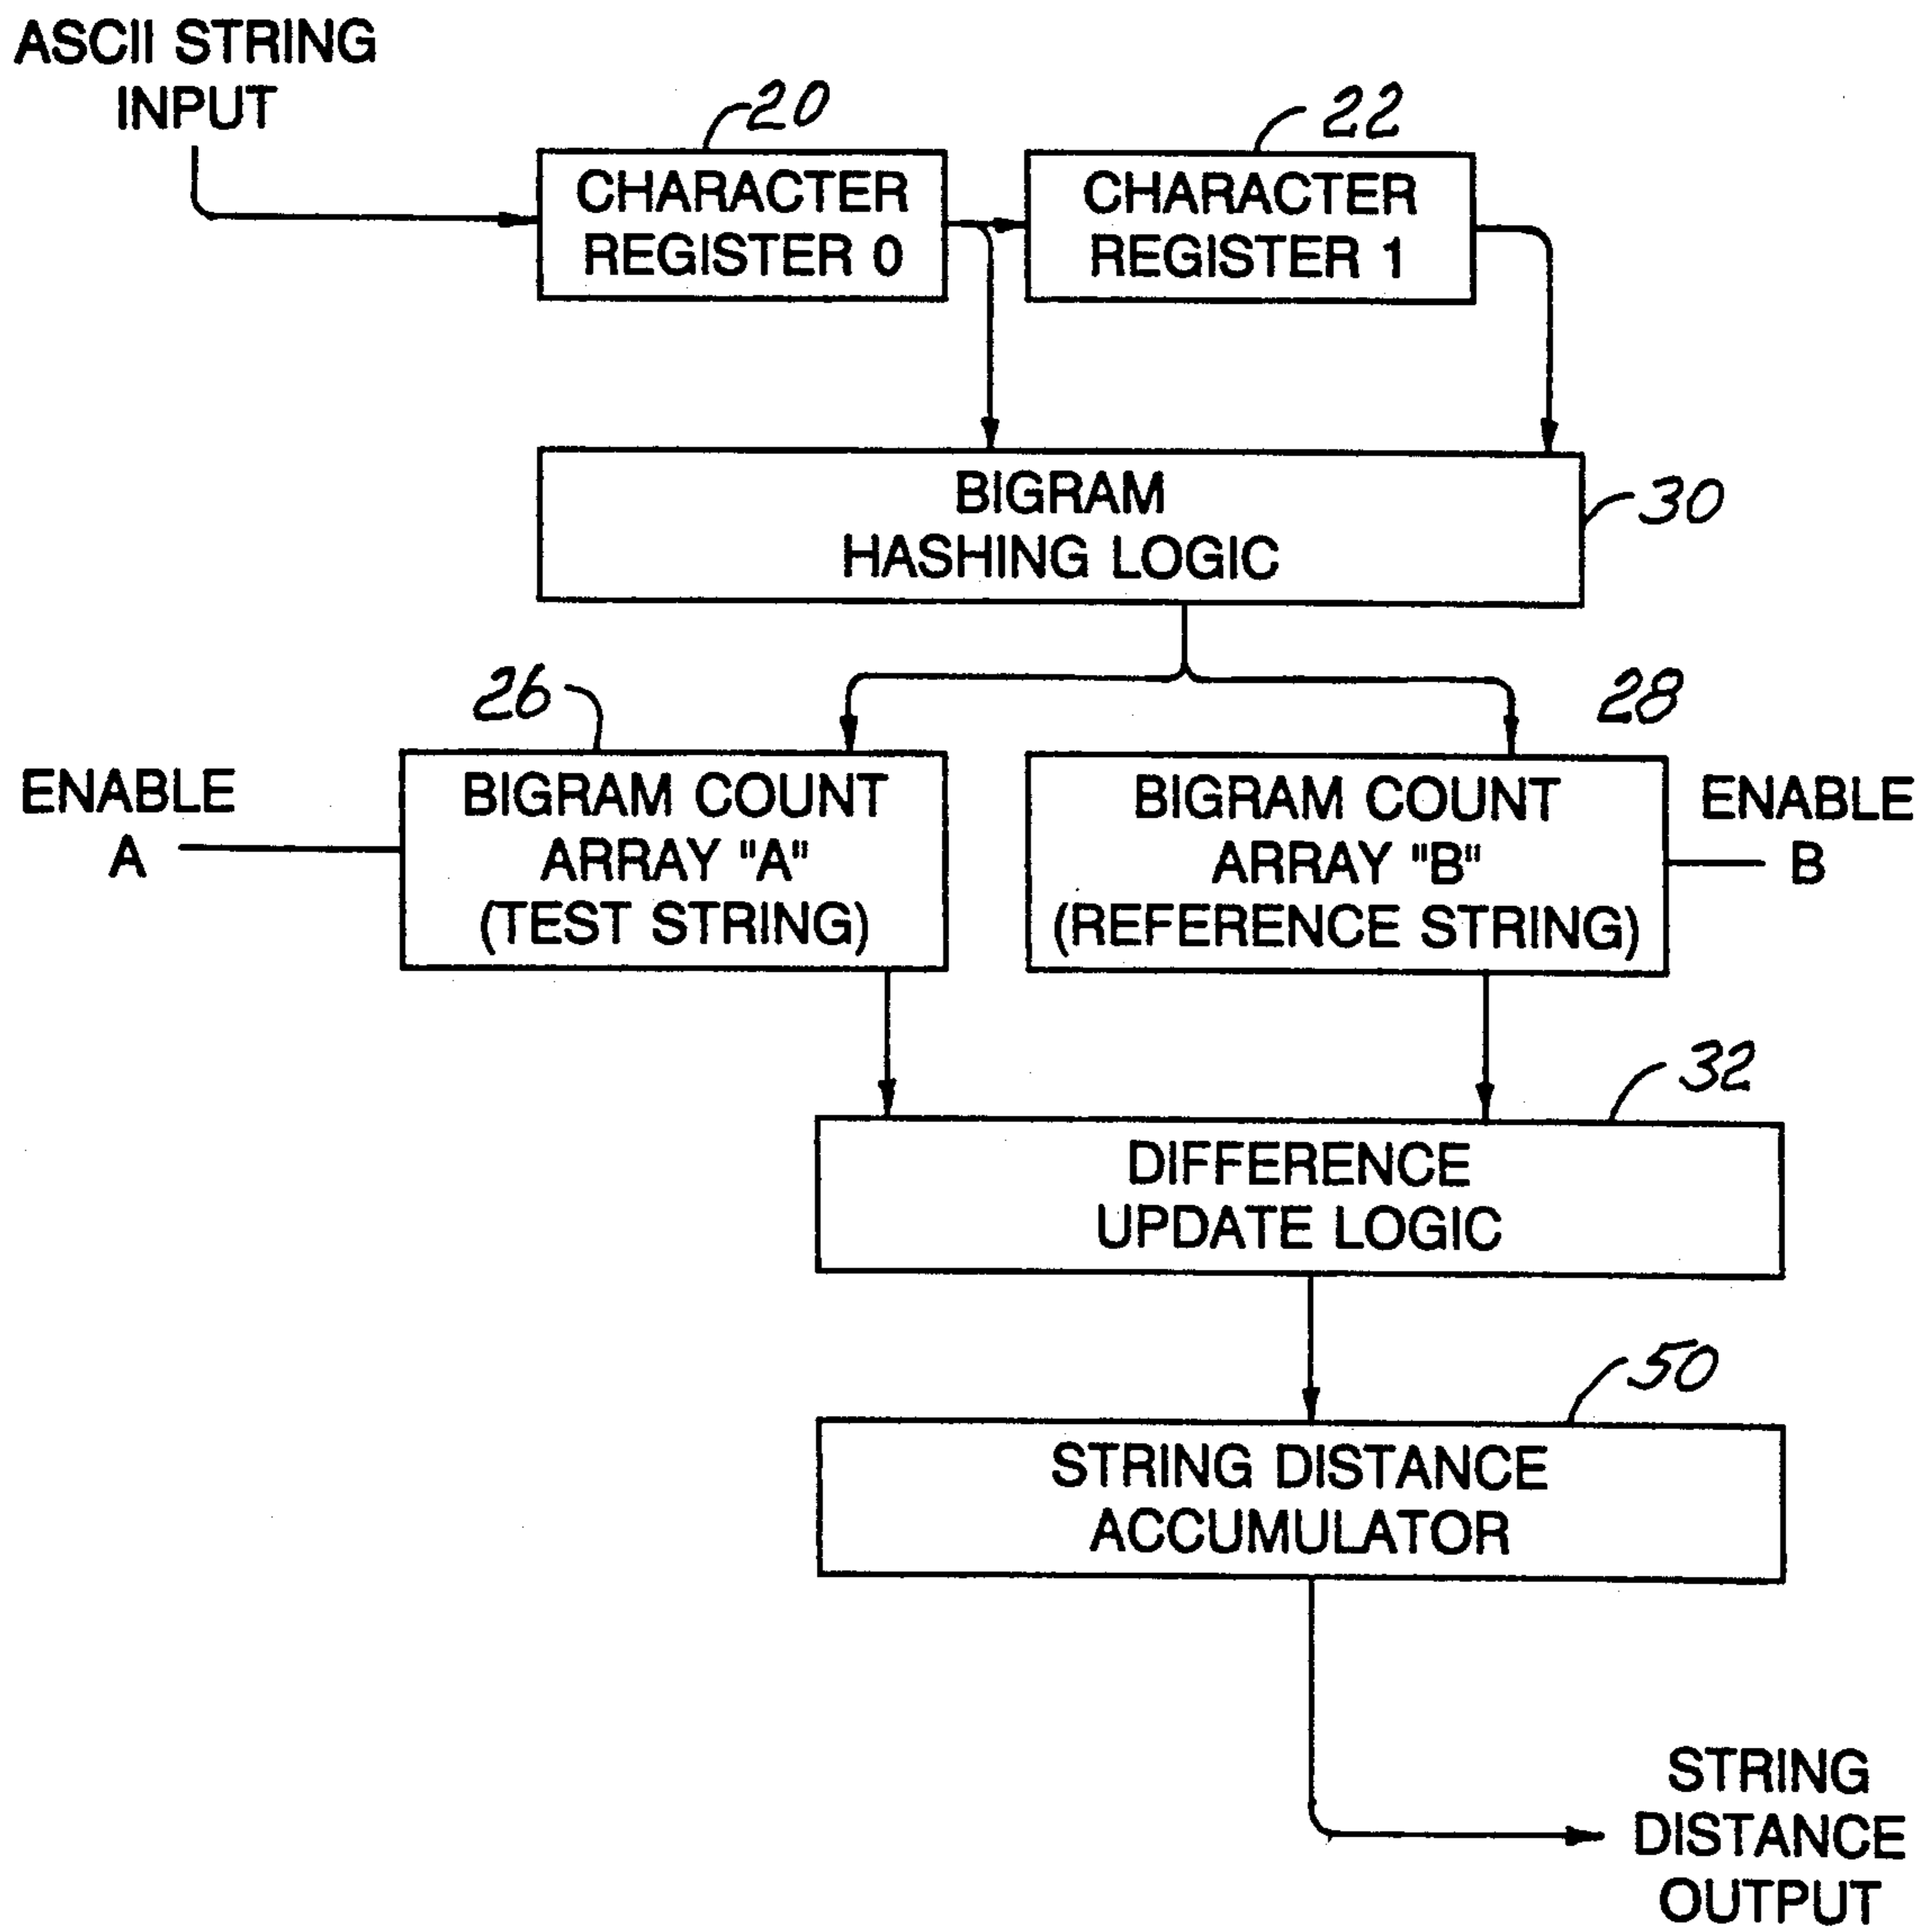 ASCII STRING
INPUT
20
22
CHARACTER
REGISTER 0
CHARACTER
REGISTER 1
BIGRAM
HASHING LOGIC
30
26
28
ENABLE
A
BIGRAM COUNT
ARRAY "A"
(TEST STRING)
BIGRAM COUNT
ARRAY "B"
(REFERENCE STRING)
ENABLE
B
32
DIFFERENCE
UPDATE LOGIC
50
STRING DISTANCE
ACCUMULATOR
STRING
DISTANCE
OUTPUT